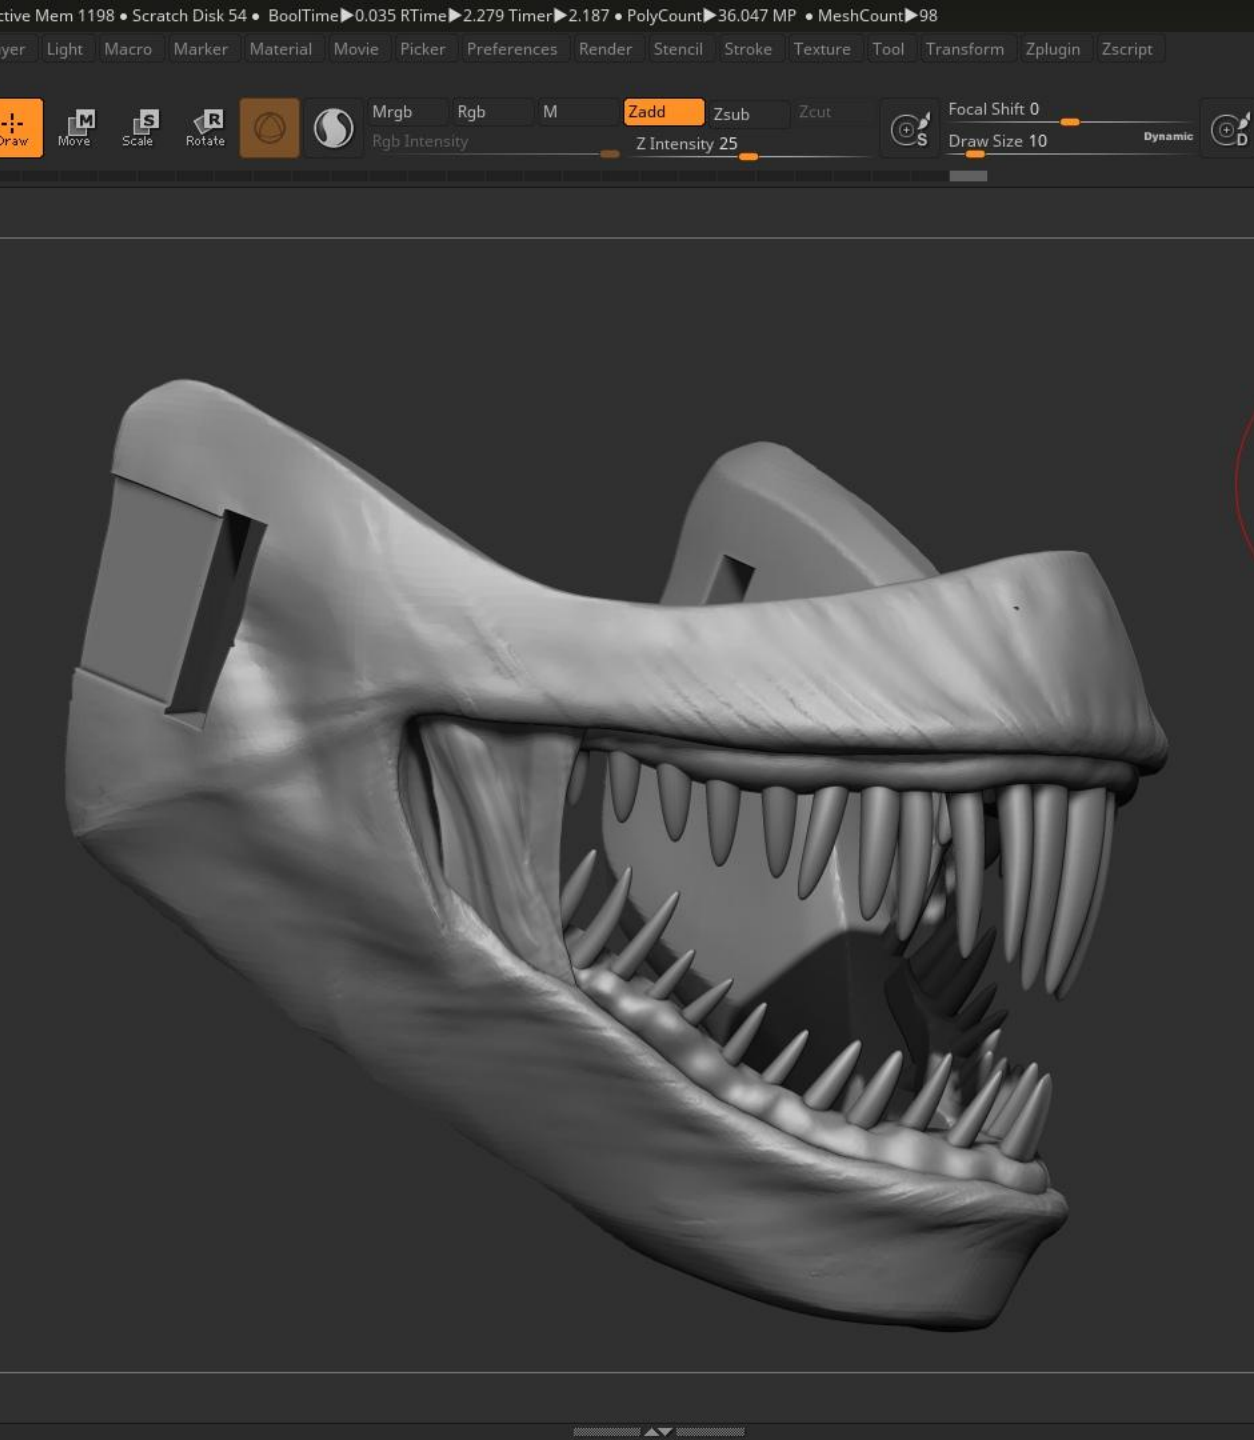 ctive Mem 1198 • Scratch Disk 54 • BoolTime▶0.035 RTime▶2.279 Timer▶2.187 • PolyCount▶36.047 MP • MeshCount▶98
yer Light Macro Marker Material Movie Picker Preferences Render Stencil Stroke Texture Tool Transform Zplugin Zscript
Draw M Move S Scale R Rotate Mrgb Rgb M Zadd Zsub Zcut S Focal Shift 0 D
Rgb Intensity Z Intensity 25 Draw Size 10 Dynamic